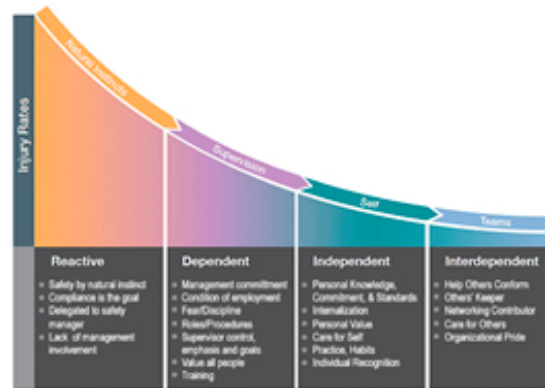 Natural Instincts
Supervision
Self
Teams
Injury Rates
Reactive
Safety by natural instinct
Compliance is the goal
Delegated to safety
manager
Lack of management
involvement
Dependent
Management committment
Condition of employment
Fear/Discipline
Roles/Procedures
Supervisor control,
emphasis and goals
Value all people
Training
Independent
Personal Knowledge,
Commitment, & Standards
Internalization
Personal Value
Care for Self
Practice, Habits
Individual Recognition
Interdependent
Help Others Conform
Others' Keeper
Networking Contributor
Care for Others
Organizational Pride